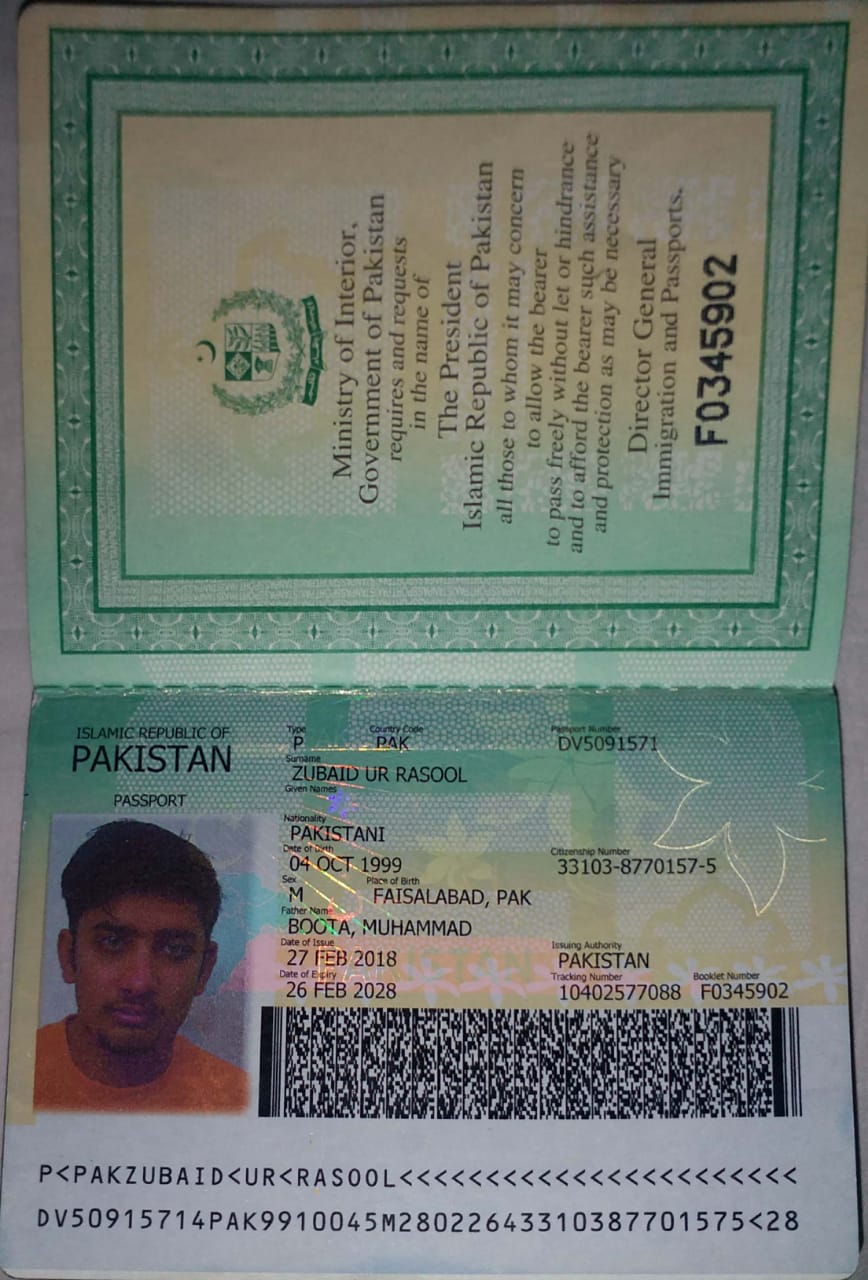 Ministry of Interior,
Government of Pakistan
requires and requests
in the name of
The President
Islamic Republic of Pakistan
all those to whom it may concern
to allow the bearer
to pass freely without let or hindrance
and to afford the bearer such assistance
and protection as may be necessary
Director General
Immigration and Passports.
F0345902
ISLAMIC REPUBLIC OF
PAKISTAN
PASSPORT
Type Country Code Passport Number
P PAK DV5091571
Surname
ZUBAID UR RASOOL
Given Names
Nationality
PAKISTANI
Date of Birth Citizenship Number
04 OCT 1999 33103-8770157-5
Sex Place of Birth
M FAISALABAD, PAK
Father Name
BOOTA, MUHAMMAD
Date of Issue Issuing Authority
27 FEB 2018 PAKISTAN
Date of Expiry Tracking Number Booklet Number
26 FEB 2028 10402577088 F0345902
P<PAKZUBAID<UR<RASOOL<<<<<<<<<<<<<<<<<<<<<<<
DV50915714PAK9910045M28022643310387701575<28